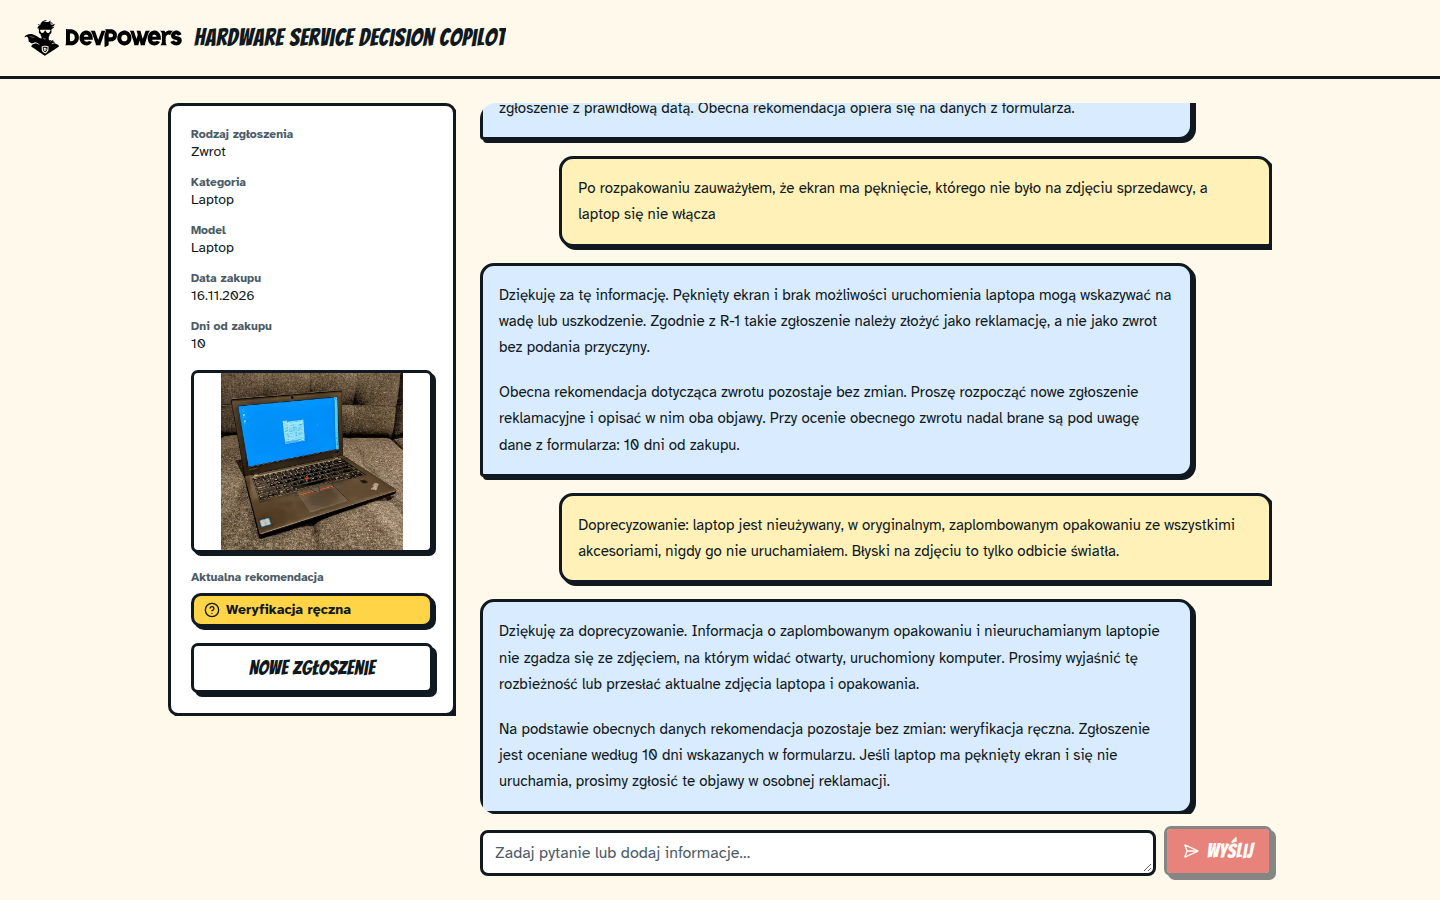 DevPowers HARDWARE SERVICE DECISION COPILOT
Rodzaj zgłoszenia
Zwrot
Kategoria
Laptop
Model
Laptop
Data zakupu
16.11.2026
Dni od zakupu
10
Aktualna rekomendacja
Weryfikacja ręczna
NOWE ZGŁOSZENIE
zgłoszenie z prawidłową datą. Obecna rekomendacja opiera się na danych z formularza.
Po rozpakowaniu zauważyłem, że ekran ma pęknięcie, którego nie było na zdjęciu sprzedawcy, a
laptop się nie włącza
Dziękuję za tę informację. Pęknięty ekran i brak możliwości uruchomienia laptopa mogą wskazywać na
wadę lub uszkodzenie. Zgodnie z R-1 takie zgłoszenie należy złożyć jako reklamację, a nie jako zwrot
bez podania przyczyny.
Obecna rekomendacja dotycząca zwrotu pozostaje bez zmian. Proszę rozpocząć nowe zgłoszenie
reklamacyjne i opisać w nim oba objawy. Przy ocenie obecnego zwrotu nadal brane są pod uwagę
dane z formularza: 10 dni od zakupu.
Doprecyzowanie: laptop jest nieużywany, w oryginalnym, zaplombowanym opakowaniu ze wszystkimi
akcesoriami, nigdy go nie uruchamiałem. Błyski na zdjęciu to tylko odbicie światła.
Dziękuję za doprecyzowanie. Informacja o zaplombowanym opakowaniu i nieuruchamianym laptopie
nie zgadza się ze zdjęciem, na którym widać otwarty, uruchomiony komputer. Prosimy wyjaśnić tę
rozbieżność lub przesłać aktualne zdjęcia laptopa i opakowania.
Na podstawie obecnych danych rekomendacja pozostaje bez zmian: weryfikacja ręczna. Zgłoszenie
jest oceniane według 10 dni wskazanych w formularzu. Jeśli laptop ma pęknięty ekran i się nie
uruchamia, prosimy zgłosić te objawy w osobnej reklamacji.
Zadaj pytanie lub dodaj informacje...
WYŚLIJ